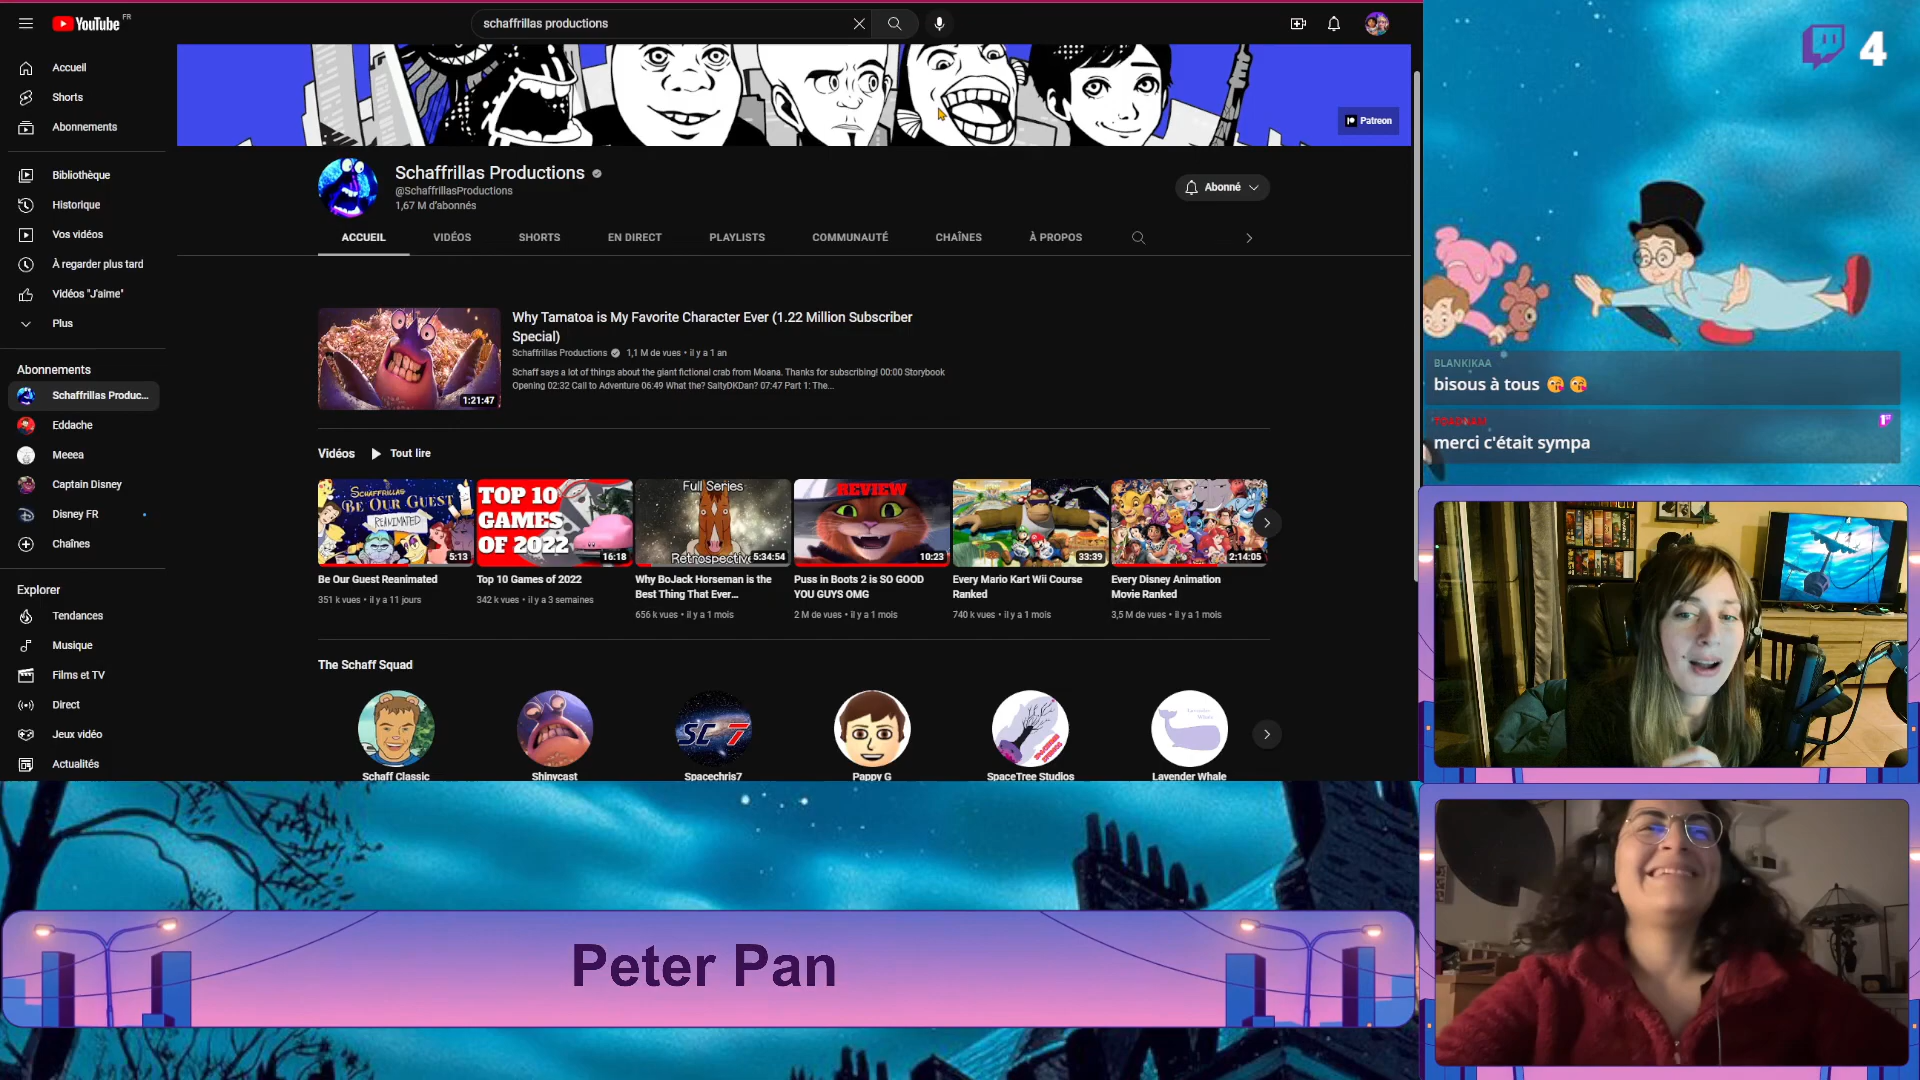 YouTube FR
schaffrillas productions
4
Accueil
Shorts
Abonnements
Patreon
Bibliothèque
Historique
Vos vidéos
À regarder plus tard
Vidéos "J'aime"
Plus
Schaffrillas Productions
@SchaffrillasProductions
1,67 M d'abonnés
Abonné
ACCUEIL VIDÉOS SHORTS EN DIRECT PLAYLISTS COMMUNAUTÉ CHAÎNES À PROPOS
Why Tamatoa is My Favorite Character Ever (1.22 Million Subscriber
Special)
Schaffrillas Productions 1,1 M de vues • il y a 1 an
Schaff says a lot of things about the giant fictional crab from Moana. Thanks for subscribing! 00:00 Storybook
Opening 02:32 Call to Adventure 06:49 What the? SaltyDKDan? 07:47 Part 1: The...
1:21:47
Abonnements
Schaffrillas Produc...
Eddache
Meeea
Captain Disney
Disney FR
Chaînes
Vidéos Tout lire
SCHAFFRILLAS
BE OUR GUEST
REANIMATED
5:13
TOP 10
GAMES
OF 2022
16:18
Full Series
Retrospective
5:34:54
REVIEW
10:23
33:39
2:14:05
Be Our Guest Reanimated
351 k vues • il y a 11 jours
Top 10 Games of 2022
342 k vues • il y a 3 semaines
Why BoJack Horseman is the
Best Thing That Ever...
656 k vues • il y a 1 mois
Puss in Boots 2 is SO GOOD
YOU GUYS OMG
2 M de vues • il y a 1 mois
Every Mario Kart Wii Course
Ranked
740 k vues • il y a 1 mois
Every Disney Animation
Movie Ranked
3,5 M de vues • il y a 1 mois
Explorer
Tendances
Musique
Films et TV
Direct
Jeux vidéo
Actualités
The Schaff Squad
SC 7
Lavender
Whale
Schaff Classic
Shinycast
Spacechris7
Pappy G
SpaceTree Studios
Lavender Whale
BLANKIKAA
bisous à tous 😘 😘
merci c'était sympa
Peter Pan